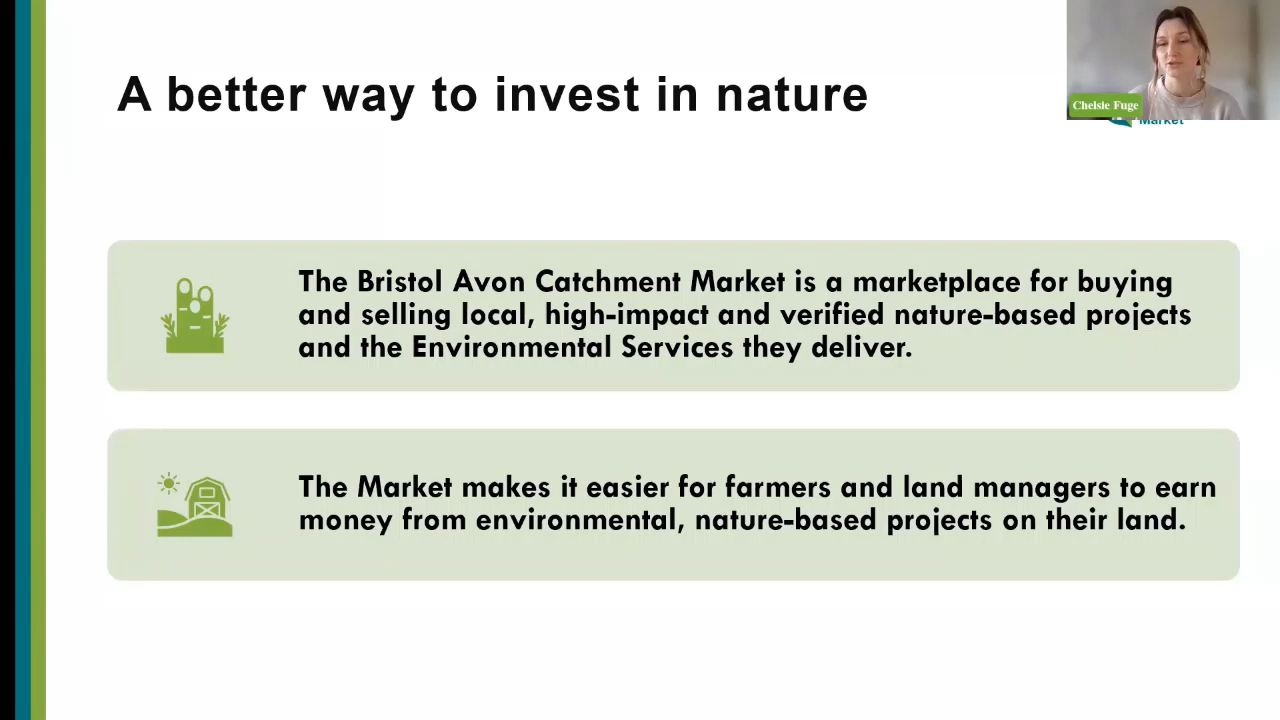 A better way to invest in nature
Chelsie Fuge
Market
The Bristol Avon Catchment Market is a marketplace for buying
and selling local, high-impact and verified nature-based projects
and the Environmental Services they deliver.
The Market makes it easier for farmers and land managers to earn
money from environmental, nature-based projects on their land.